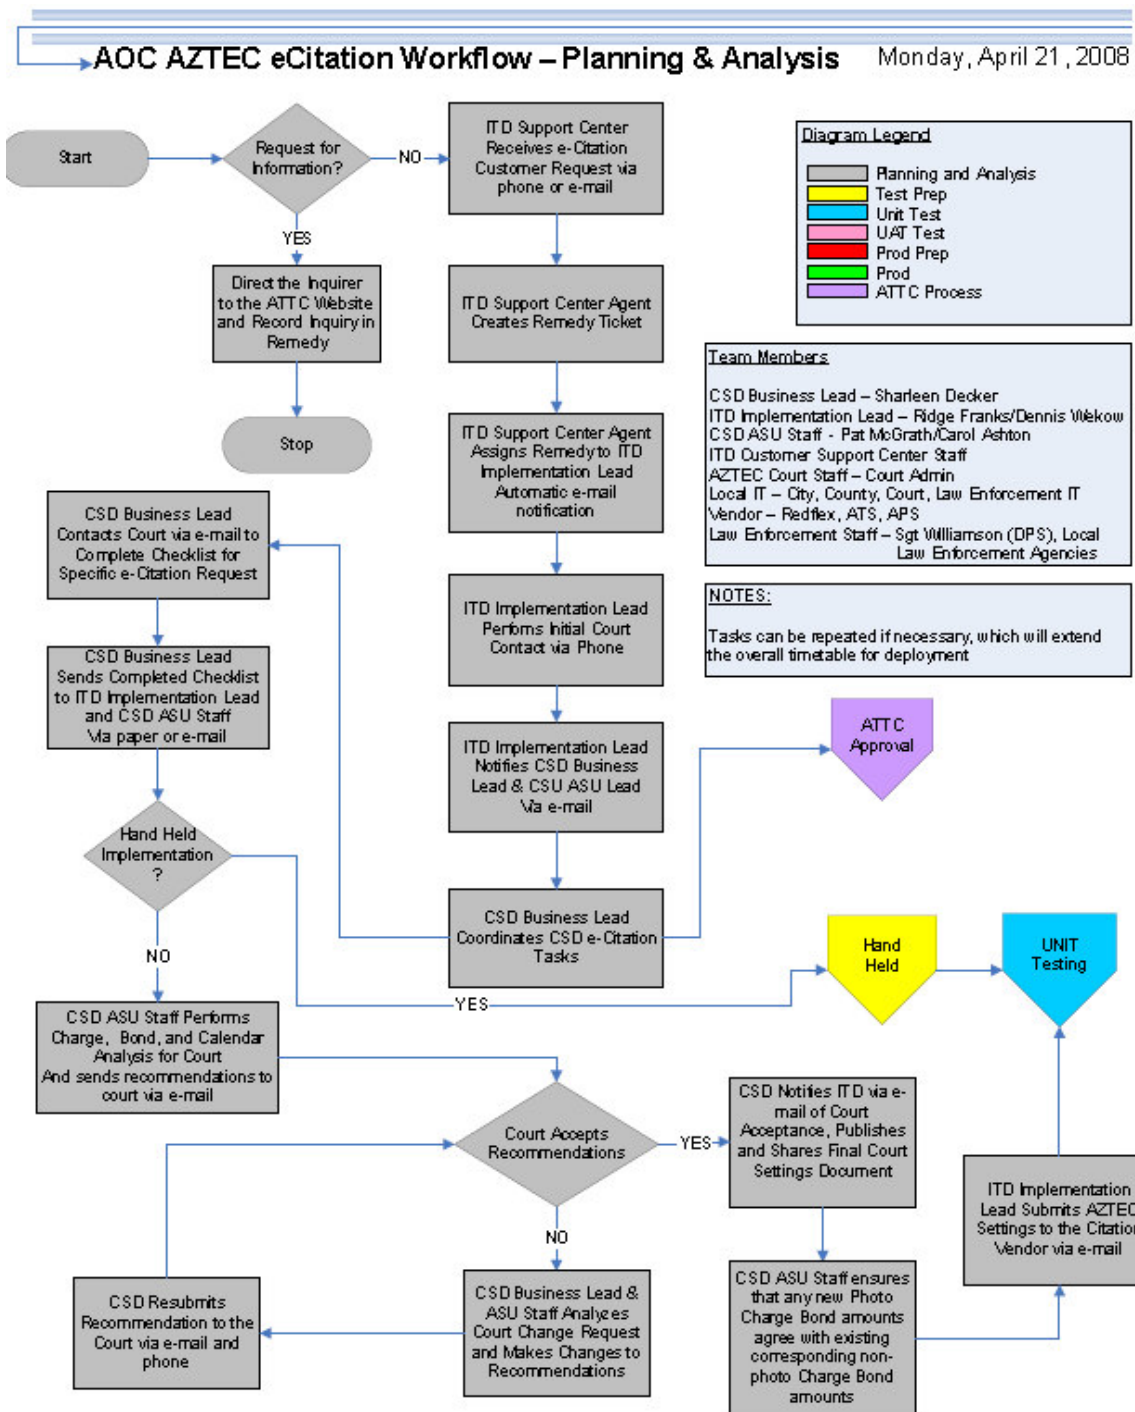 AOC AZTEC eCitation Workflow – Planning & Analysis
Monday, April 21, 2008
Start
Request for
Information?
NO
YES
ITD Support Center
Receives e-Citation
Customer Request via
phone or e-mail
Direct the Inquirer
to the ATTC Website
and Record Inquiry in
Remedy
Stop
ITD Support Center Agent
Creates Remedy Ticket
ITD Support Center Agent
Assigns Remedy to ITD
Implementation Lead
Automatic e-mail
notification
ITD Implementation Lead
Performs Initial Court
Contact via Phone
ITD Implementation Lead
Notifies CSD Business
Lead & CSU ASU Lead
Via e-mail
CSD Business Lead
Coordinates CSD e-Citation
Tasks
Diagram Legend
Planning and Analysis
Test Prep
Unit Test
UAT Test
Prod Prep
Prod
ATTC Process
Team Members
CSD Business Lead – Sharleen Decker
ITD Implementation Lead – Ridge Franks/Dennis Wekow
CSD ASU Staff - Pat McGrath/Carol Ashton
ITD Customer Support Center Staff
AZTEC Court Staff – Court Admin
Local IT – City, County, Court, Law Enforcement IT
Vendor – Redflex, ATS, APS
Law Enforcement Staff – Sgt Williamson (DPS), Local
Law Enforcement Agencies
NOTES:
Tasks can be repeated if necessary, which will extend
the overall timetable for deployment
ATTC
Approval
CSD Business Lead
Contacts Court via e-mail to
Complete Checklist for
Specific e-Citation Request
CSD Business Lead
Sends Completed Checklist
to ITD Implementation Lead
and CSD ASU Staff
Via paper or e-mail
Hand Held
Implementation
?
NO
YES
Hand
Held
UNIT
Testing
CSD ASU Staff Performs
Charge, Bond, and Calendar
Analysis for Court
And sends recommendations to
court via e-mail
Court Accepts
Recommendations
YES
NO
CSD Notifies ITD via e-
mail of Court
Acceptance, Publishes
and Shares Final Court
Settings Document
ITD Implementation
Lead Submits AZTEC
Settings to the Citation
Vendor via e-mail
CSD Resubmits
Recommendation to the
Court via e-mail and
phone
CSD Business Lead &
ASU Staff Analyzes
Court Change Request
and Makes Changes to
Recommendations
CSD ASU Staff ensures
that any new Photo
Charge Bond amounts
agree with existing
corresponding non-
photo Charge Bond
amounts